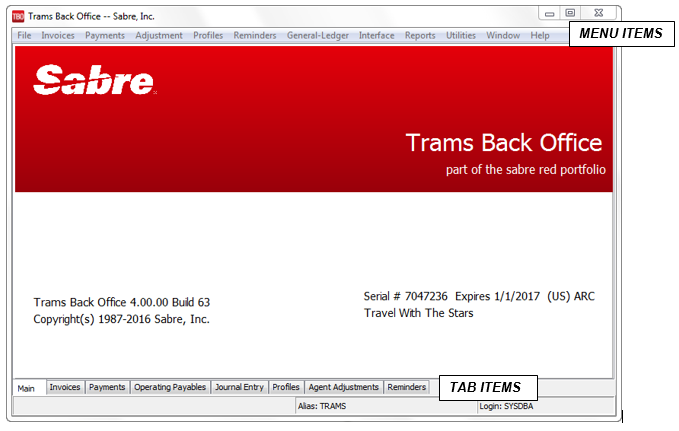 TBO Trams Back Office -- Sabre, Inc.
File Invoices Payments Adjustment Profiles Reminders General-Ledger Interface Reports Utilities Window Help
MENU ITEMS
Sabre
Trams Back Office
part of the sabre red portfolio
Trams Back Office 4.00.00 Build 63
Copyright(s) 1987-2016 Sabre, Inc.
Serial # 7047236 Expires 1/1/2017 (US) ARC
Travel With The Stars
Main Invoices Payments Operating Payables Journal Entry Profiles Agent Adjustments Reminders
TAB ITEMS
Alias: TRAMS Login: SYSDBA